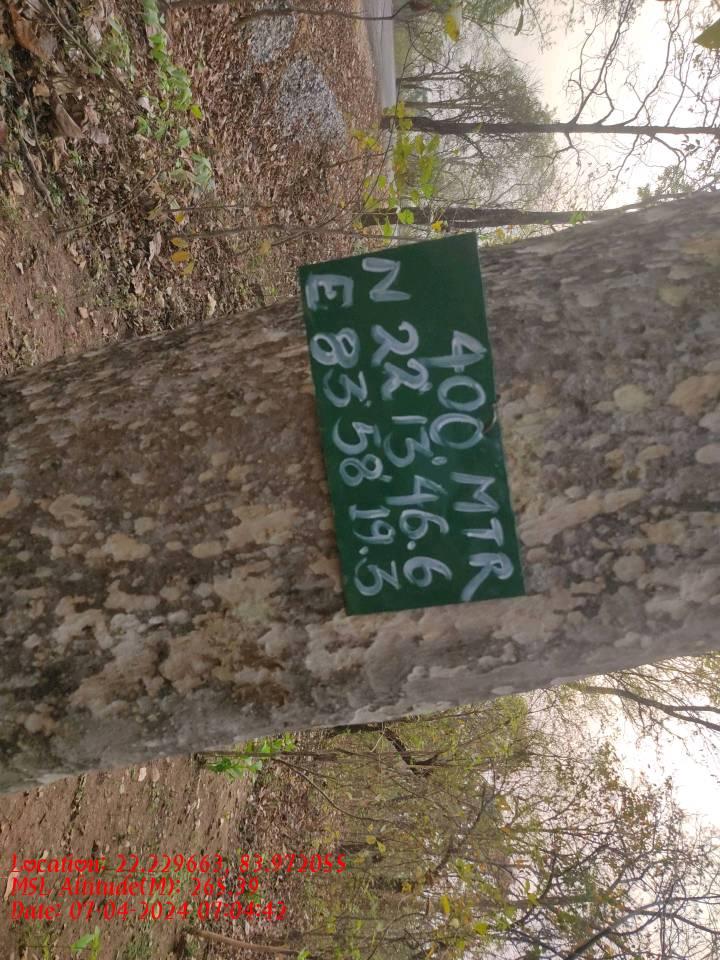 400 MTR
N 22° 13' 46.6
E 83° 58' 19.3
Location: 22.229663, 83.972055
MSL Altitude(M): 265.39
Date: 07-04-2024 07:04:42